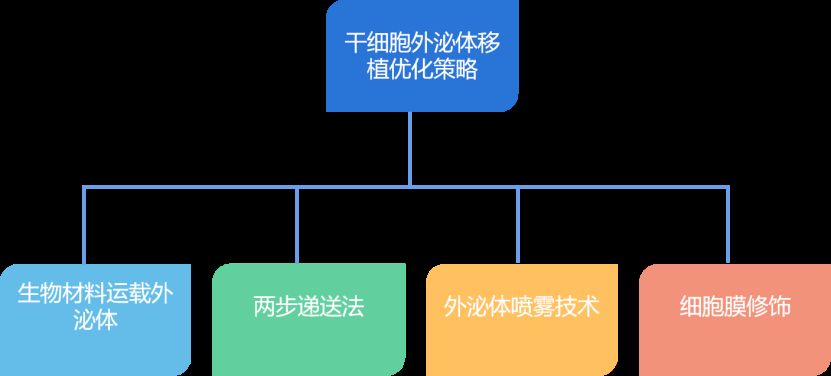 干细胞外泌体移
植优化策略
生物材料运载外
泌体
两步递送法
外泌体喷雾技术
细胞膜修饰